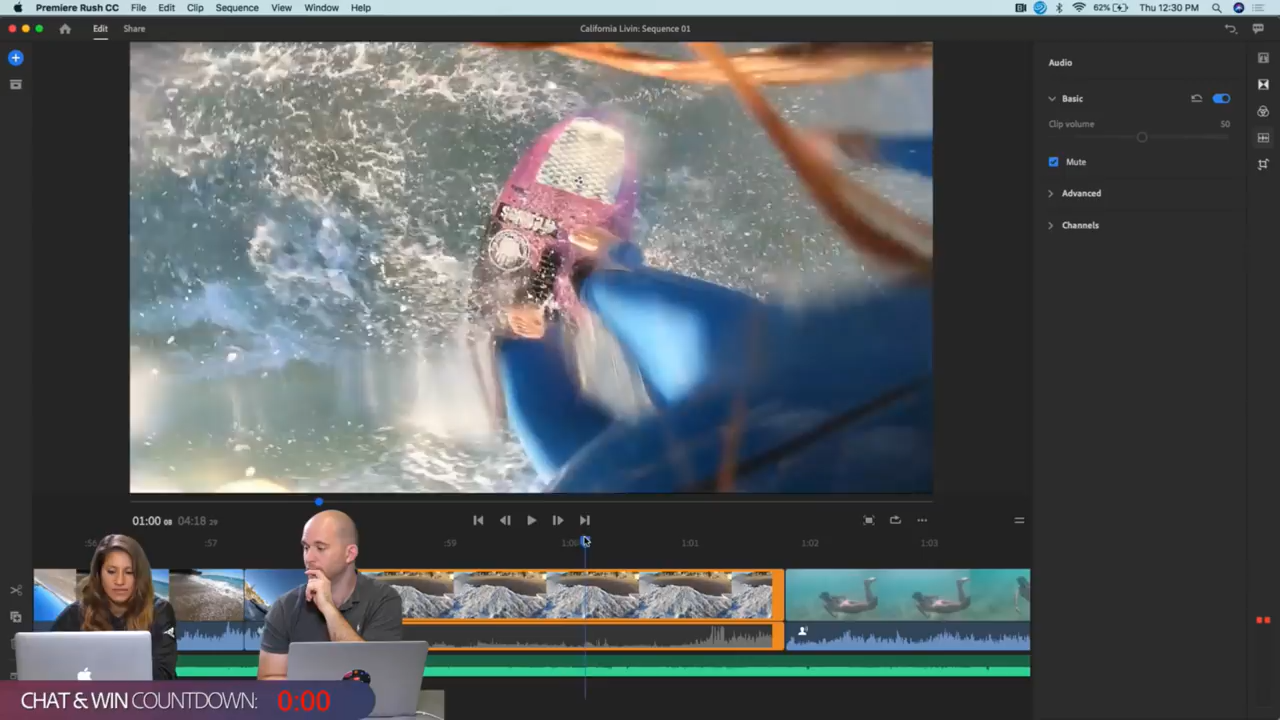 Premiere Rush CC File Edit Clip Sequence View Window Help 62% Thu 12:30 PM
Edit Share California Livin: Sequence 01
Audio
Basic
Clip volume 50
Mute
Advanced
Channels
01:00 08 04:18 29
:56 :57 :59 1:00 1:01 1:02 1:03
CHAT & WIN COUNTDOWN: 0:00